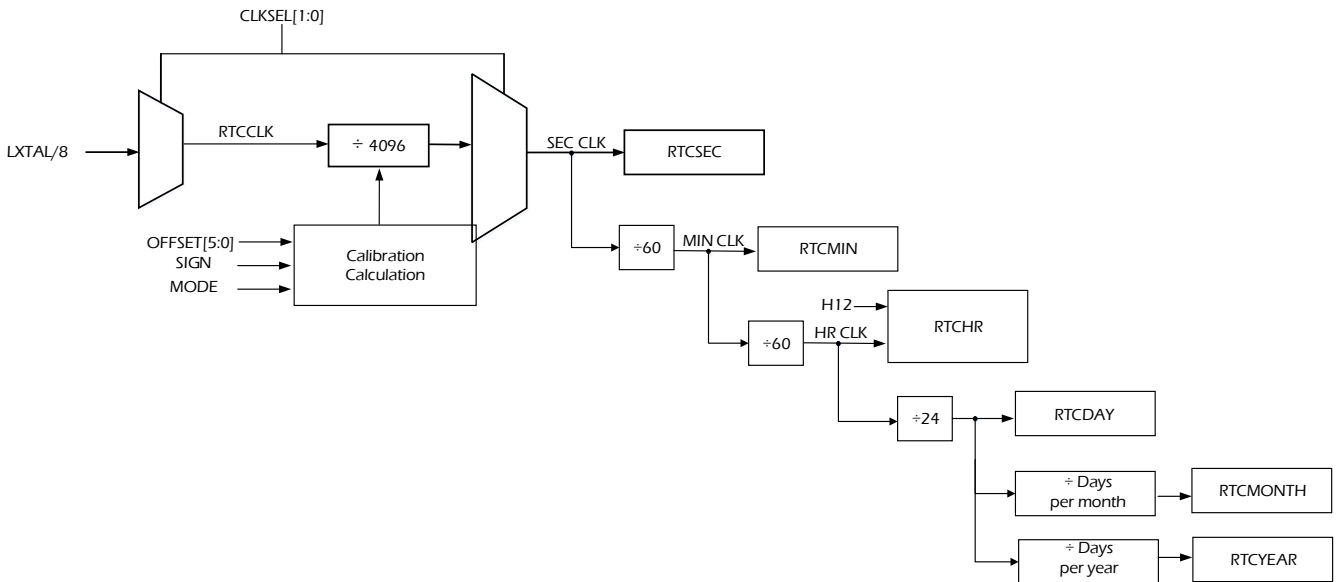 CLKSEL[1:0]
LXTAL/8
RTCCLK
÷ 4096
SEC CLK
RTCSEC
OFFSET[5:0]
SIGN
MODE
Calibration
Calculation
÷60
MIN CLK
RTCMIN
÷60
HR CLK
H12
RTCHR
÷24
RTCDAY
÷ Days
per month
RTCMONTH
÷ Days
per year
RTCYEAR